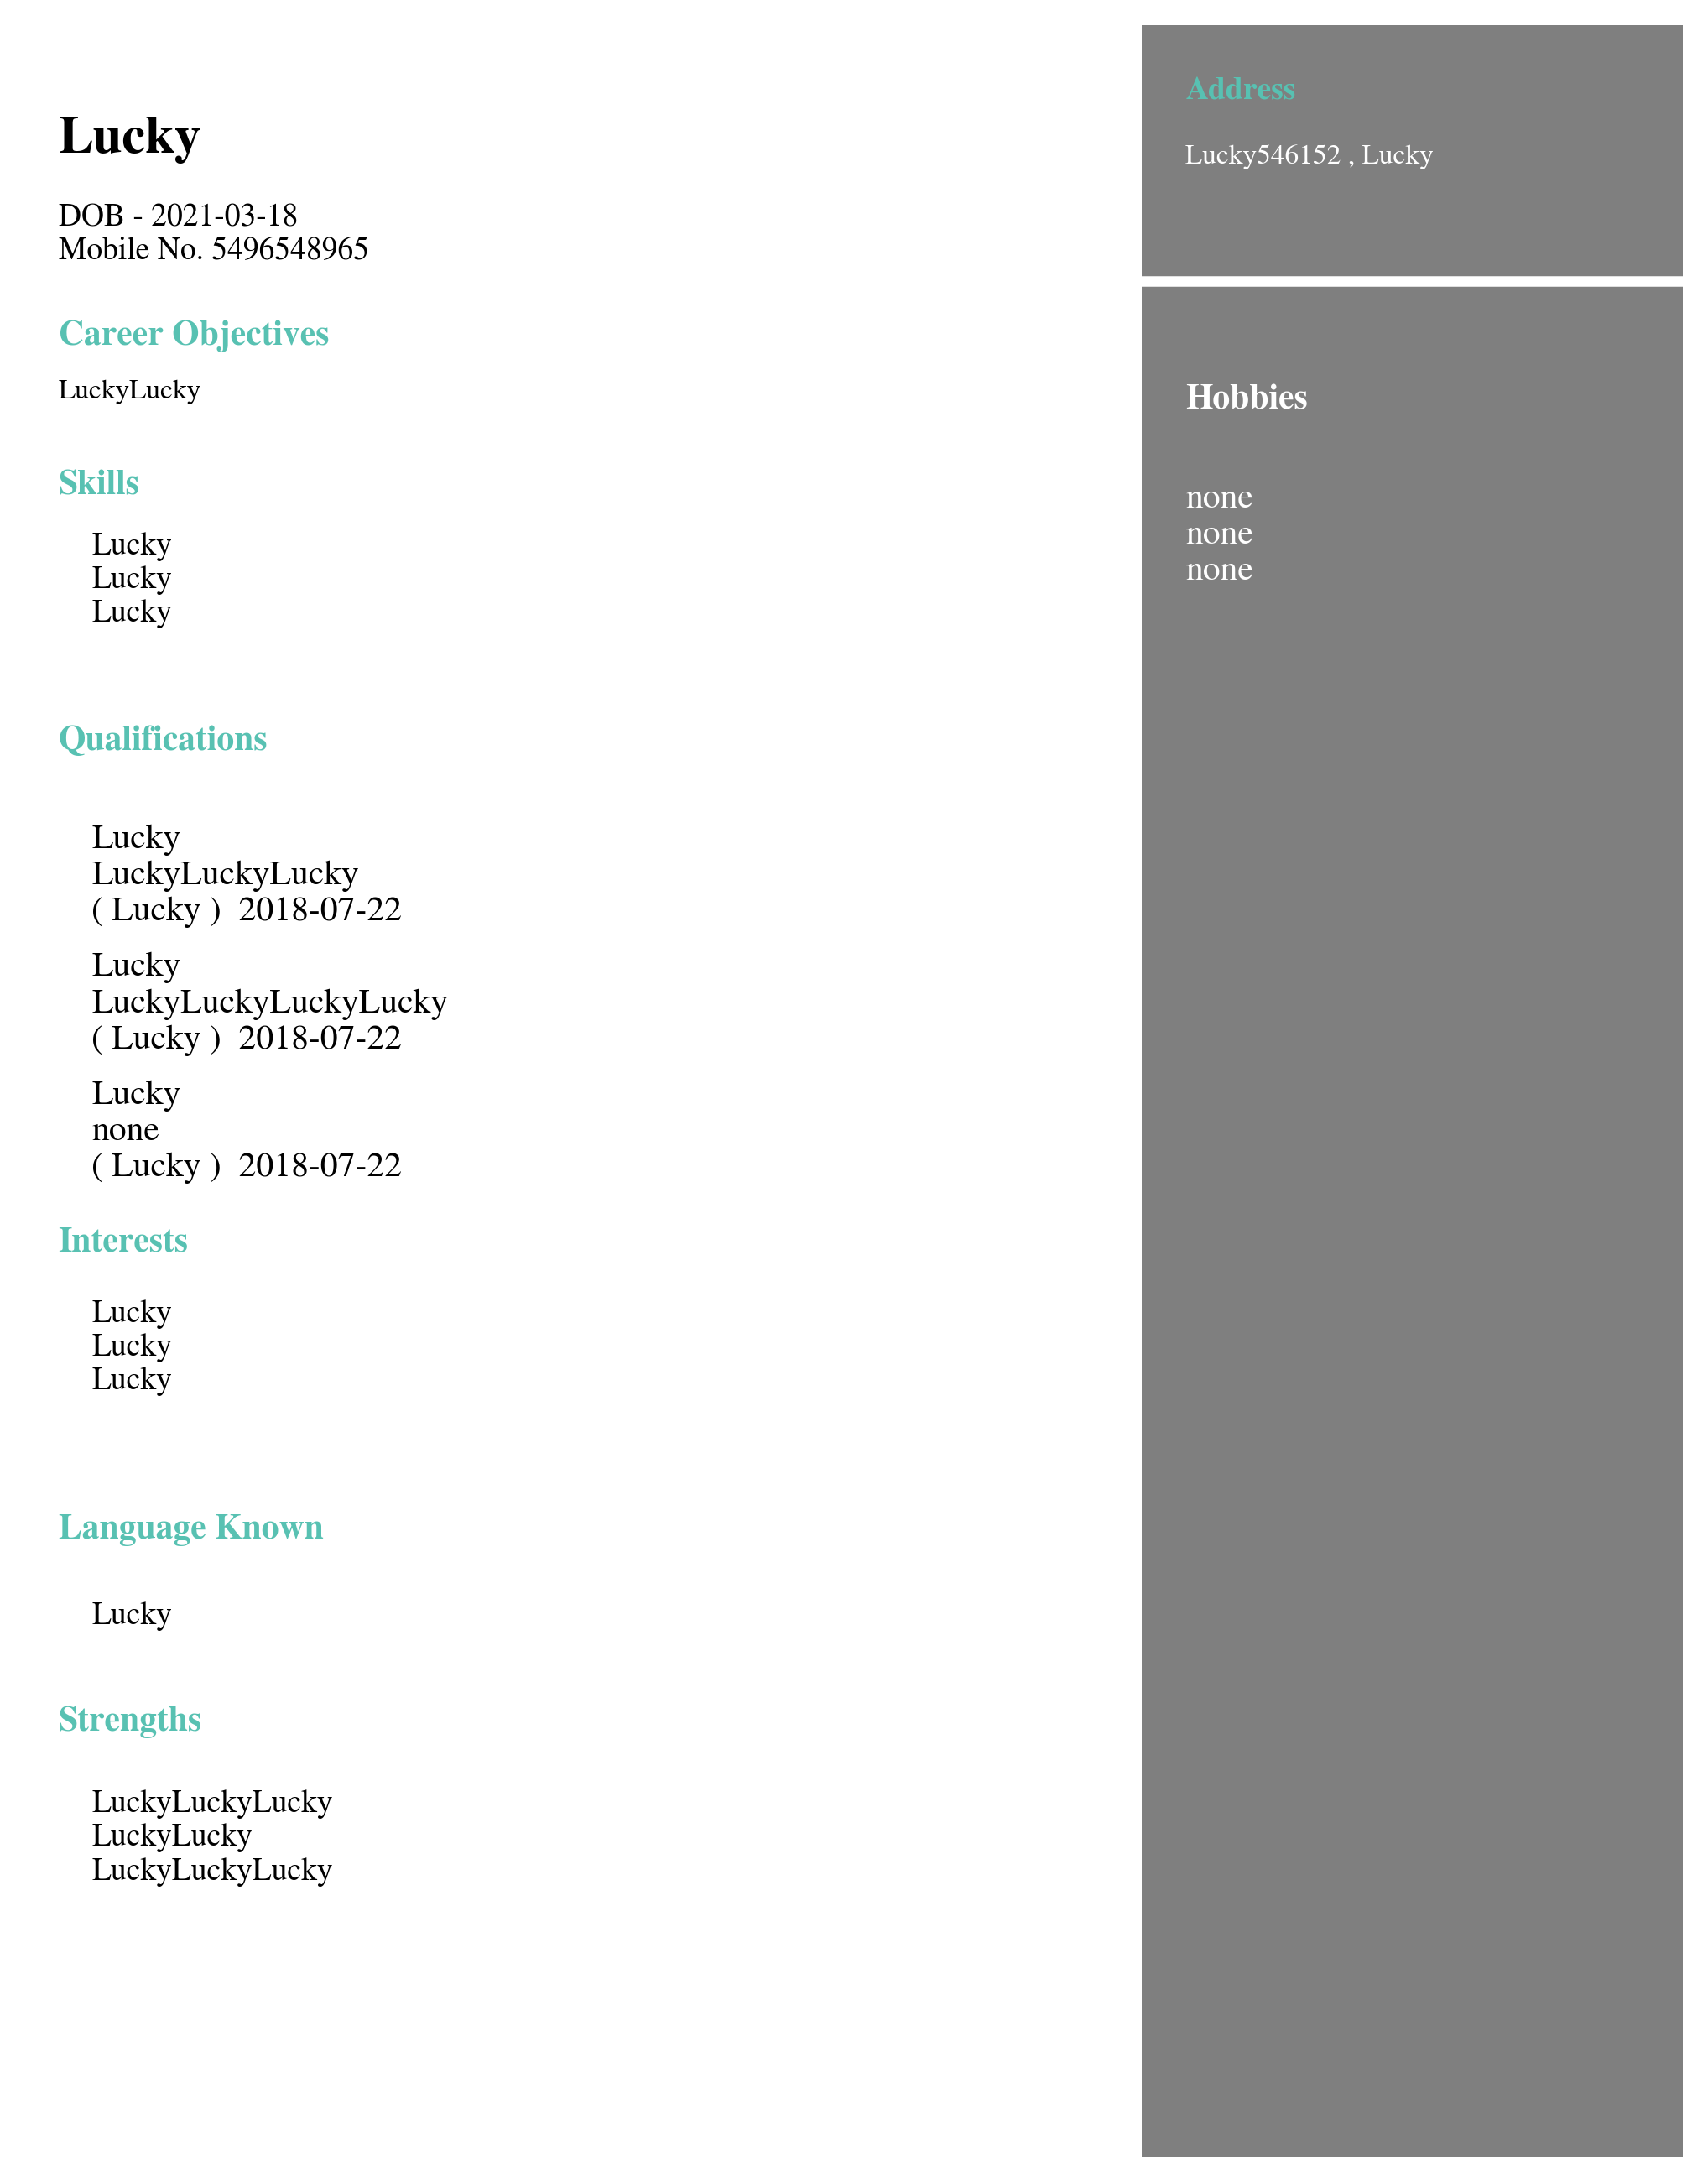 Lucky
DOB - 2021-03-18
Mobile No. 5496548965
Career Objectives
LuckyLucky
Skills
Lucky
Lucky
Lucky
Qualifications
Lucky
LuckyLuckyLucky
( Lucky )  2018-07-22
Lucky
LuckyLuckyLuckyLucky
( Lucky )  2018-07-22
Lucky
none
( Lucky )  2018-07-22
Interests
Lucky
Lucky
Lucky
Language Known
Lucky
Strengths
LuckyLuckyLucky
LuckyLucky
LuckyLuckyLucky
Address
Lucky546152 , Lucky
Hobbies
none
none
none